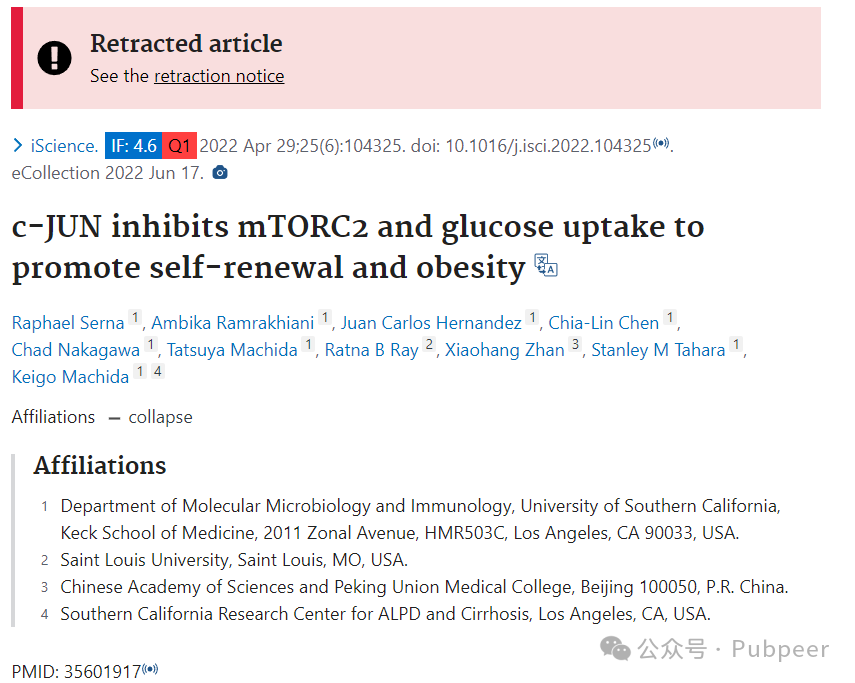 Retracted article
See the retraction notice
iScience. IF: 4.6 Q1 2022 Apr 29;25(6):104325. doi: 10.1016/j.isci.2022.104325.
eCollection 2022 Jun 17.
c-JUN inhibits mTORC2 and glucose uptake to
promote self-renewal and obesity
Raphael Serna 1, Ambika Ramrakhiani 1, Juan Carlos Hernandez 1, Chia-Lin Chen 1,
Chad Nakagawa 1, Tatsuya Machida 1, Ratna B Ray 2, Xiaohang Zhan 3, Stanley M Tahara 1,
Keigo Machida 1 4
Affiliations — collapse
Affiliations
1 Department of Molecular Microbiology and Immunology, University of Southern California,
Keck School of Medicine, 2011 Zonal Avenue, HMR503C, Los Angeles, CA 90033, USA.
2 Saint Louis University, Saint Louis, MO, USA.
3 Chinese Academy of Sciences and Peking Union Medical College, Beijing 100050, P.R. China.
4 Southern California Research Center for ALPD and Cirrhosis, Los Angeles, CA, USA.
公众号 · Pubpeer
PMID: 35601917